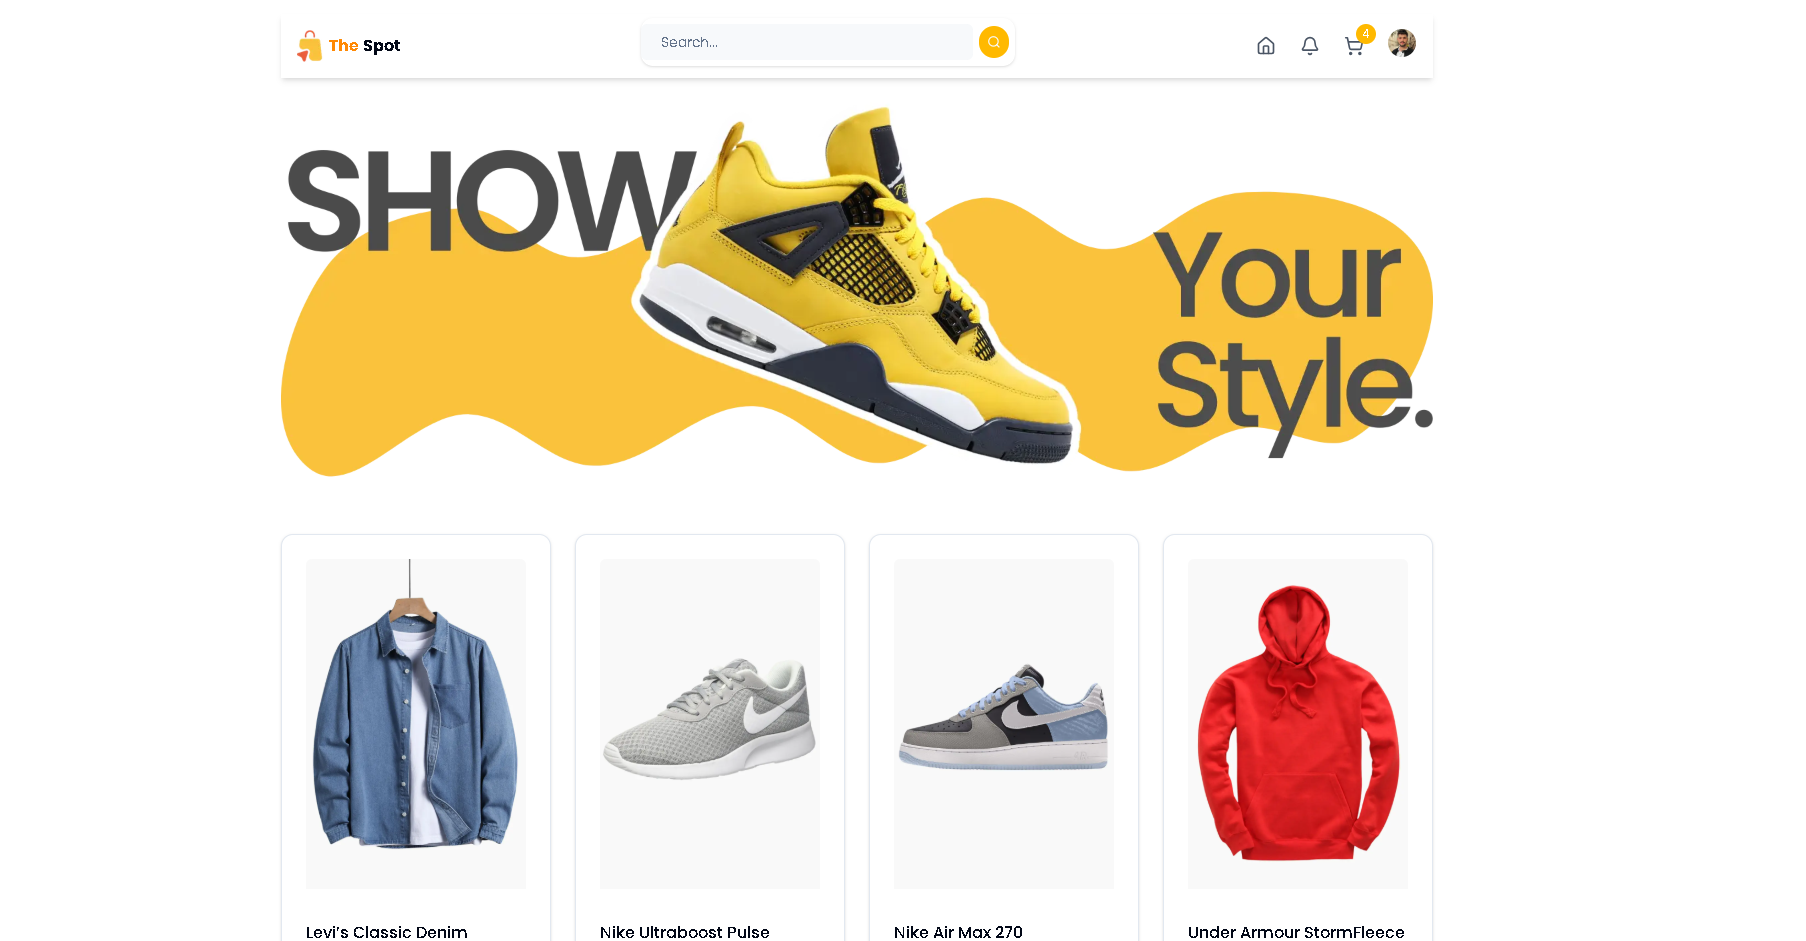 The Spot
Search...
4
SHOW
Your
Style.
Levi's Classic Denim
Nike Ultraboost Pulse
Nike Air Max 270
Under Armour StormFleece